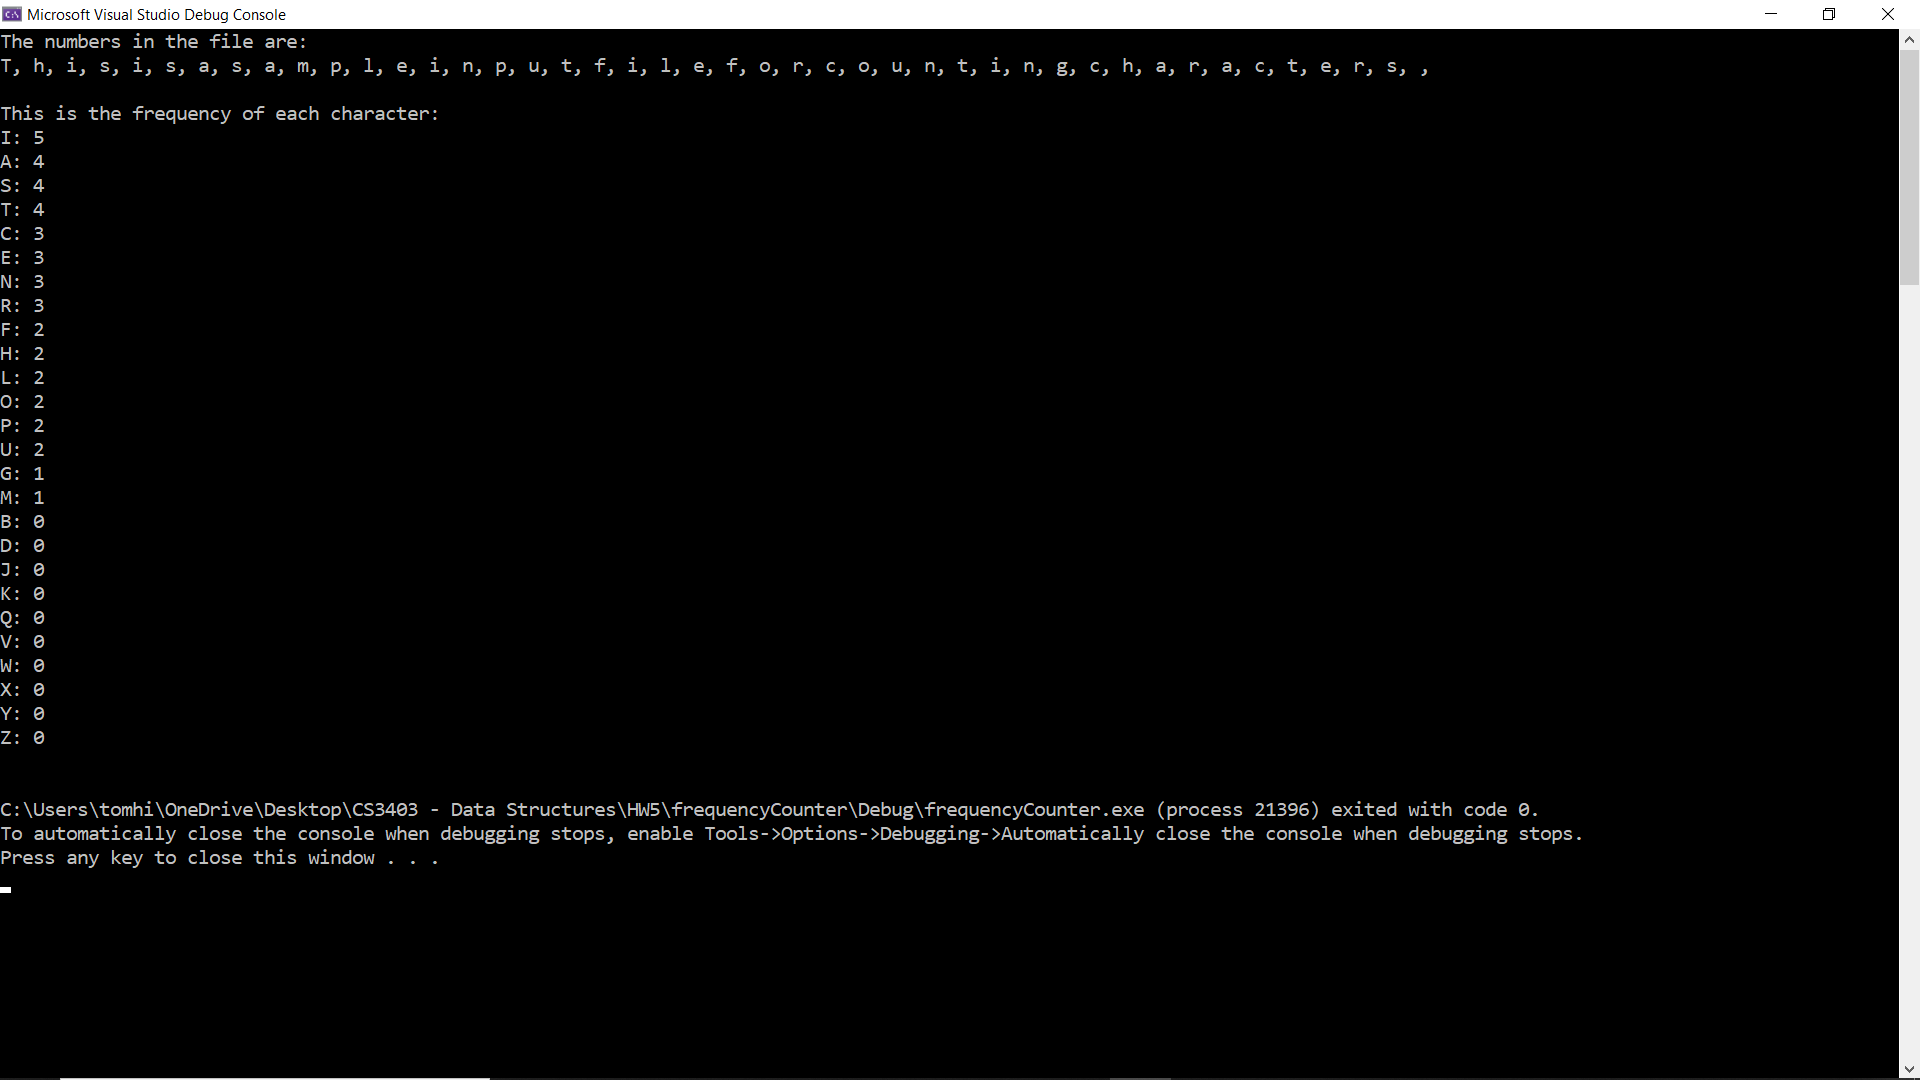 Microsoft Visual Studio Debug Console
The numbers in the file are:
T, h, i, s, i, s, a, s, a, m, p, l, e, i, n, p, u, t, f, i, l, e, f, o, r, c, o, u, n, t, i, n, g, c, h, a, r, a, c, t, e, r, s, ,
This is the frequency of each character:
I: 5
A: 4
S: 4
T: 4
C: 3
E: 3
N: 3
R: 3
F: 2
H: 2
L: 2
O: 2
P: 2
U: 2
G: 1
M: 1
B: 0
D: 0
J: 0
K: 0
Q: 0
V: 0
W: 0
X: 0
Y: 0
Z: 0
C:\Users\tomhi\OneDrive\Desktop\CS3403 - Data Structures\HW5\frequencyCounter\Debug\frequencyCounter.exe (process 21396) exited with code 0.
To automatically close the console when debugging stops, enable Tools->Options->Debugging->Automatically close the console when debugging stops.
Press any key to close this window . . .